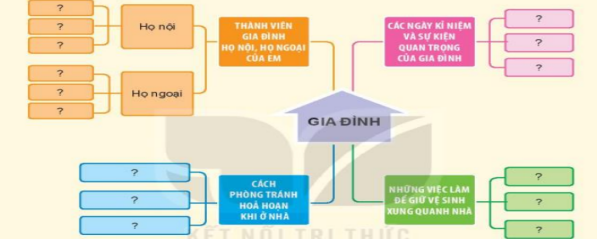 ?
?
?
Họ nội
?
?
?
Họ ngoại
THÀNH VIÊN
GIA ĐÌNH
HỌ NỘI, HỌ NGOẠI
CỦA EM
CÁC NGÀY KỈ NIỆM
VÀ SỰ KIỆN
QUAN TRỌNG
CỦA GIA ĐÌNH
?
?
?
GIA ĐÌNH
?
?
?
CÁCH
PHÒNG TRÁNH
HOẢ HOẠN
KHI Ở NHÀ
NHỮNG VIỆC LÀM
ĐỂ GIỮ VỆ SINH
XUNG QUANH NHÀ
?
?
?
KẾT NỐI TRI THỨC